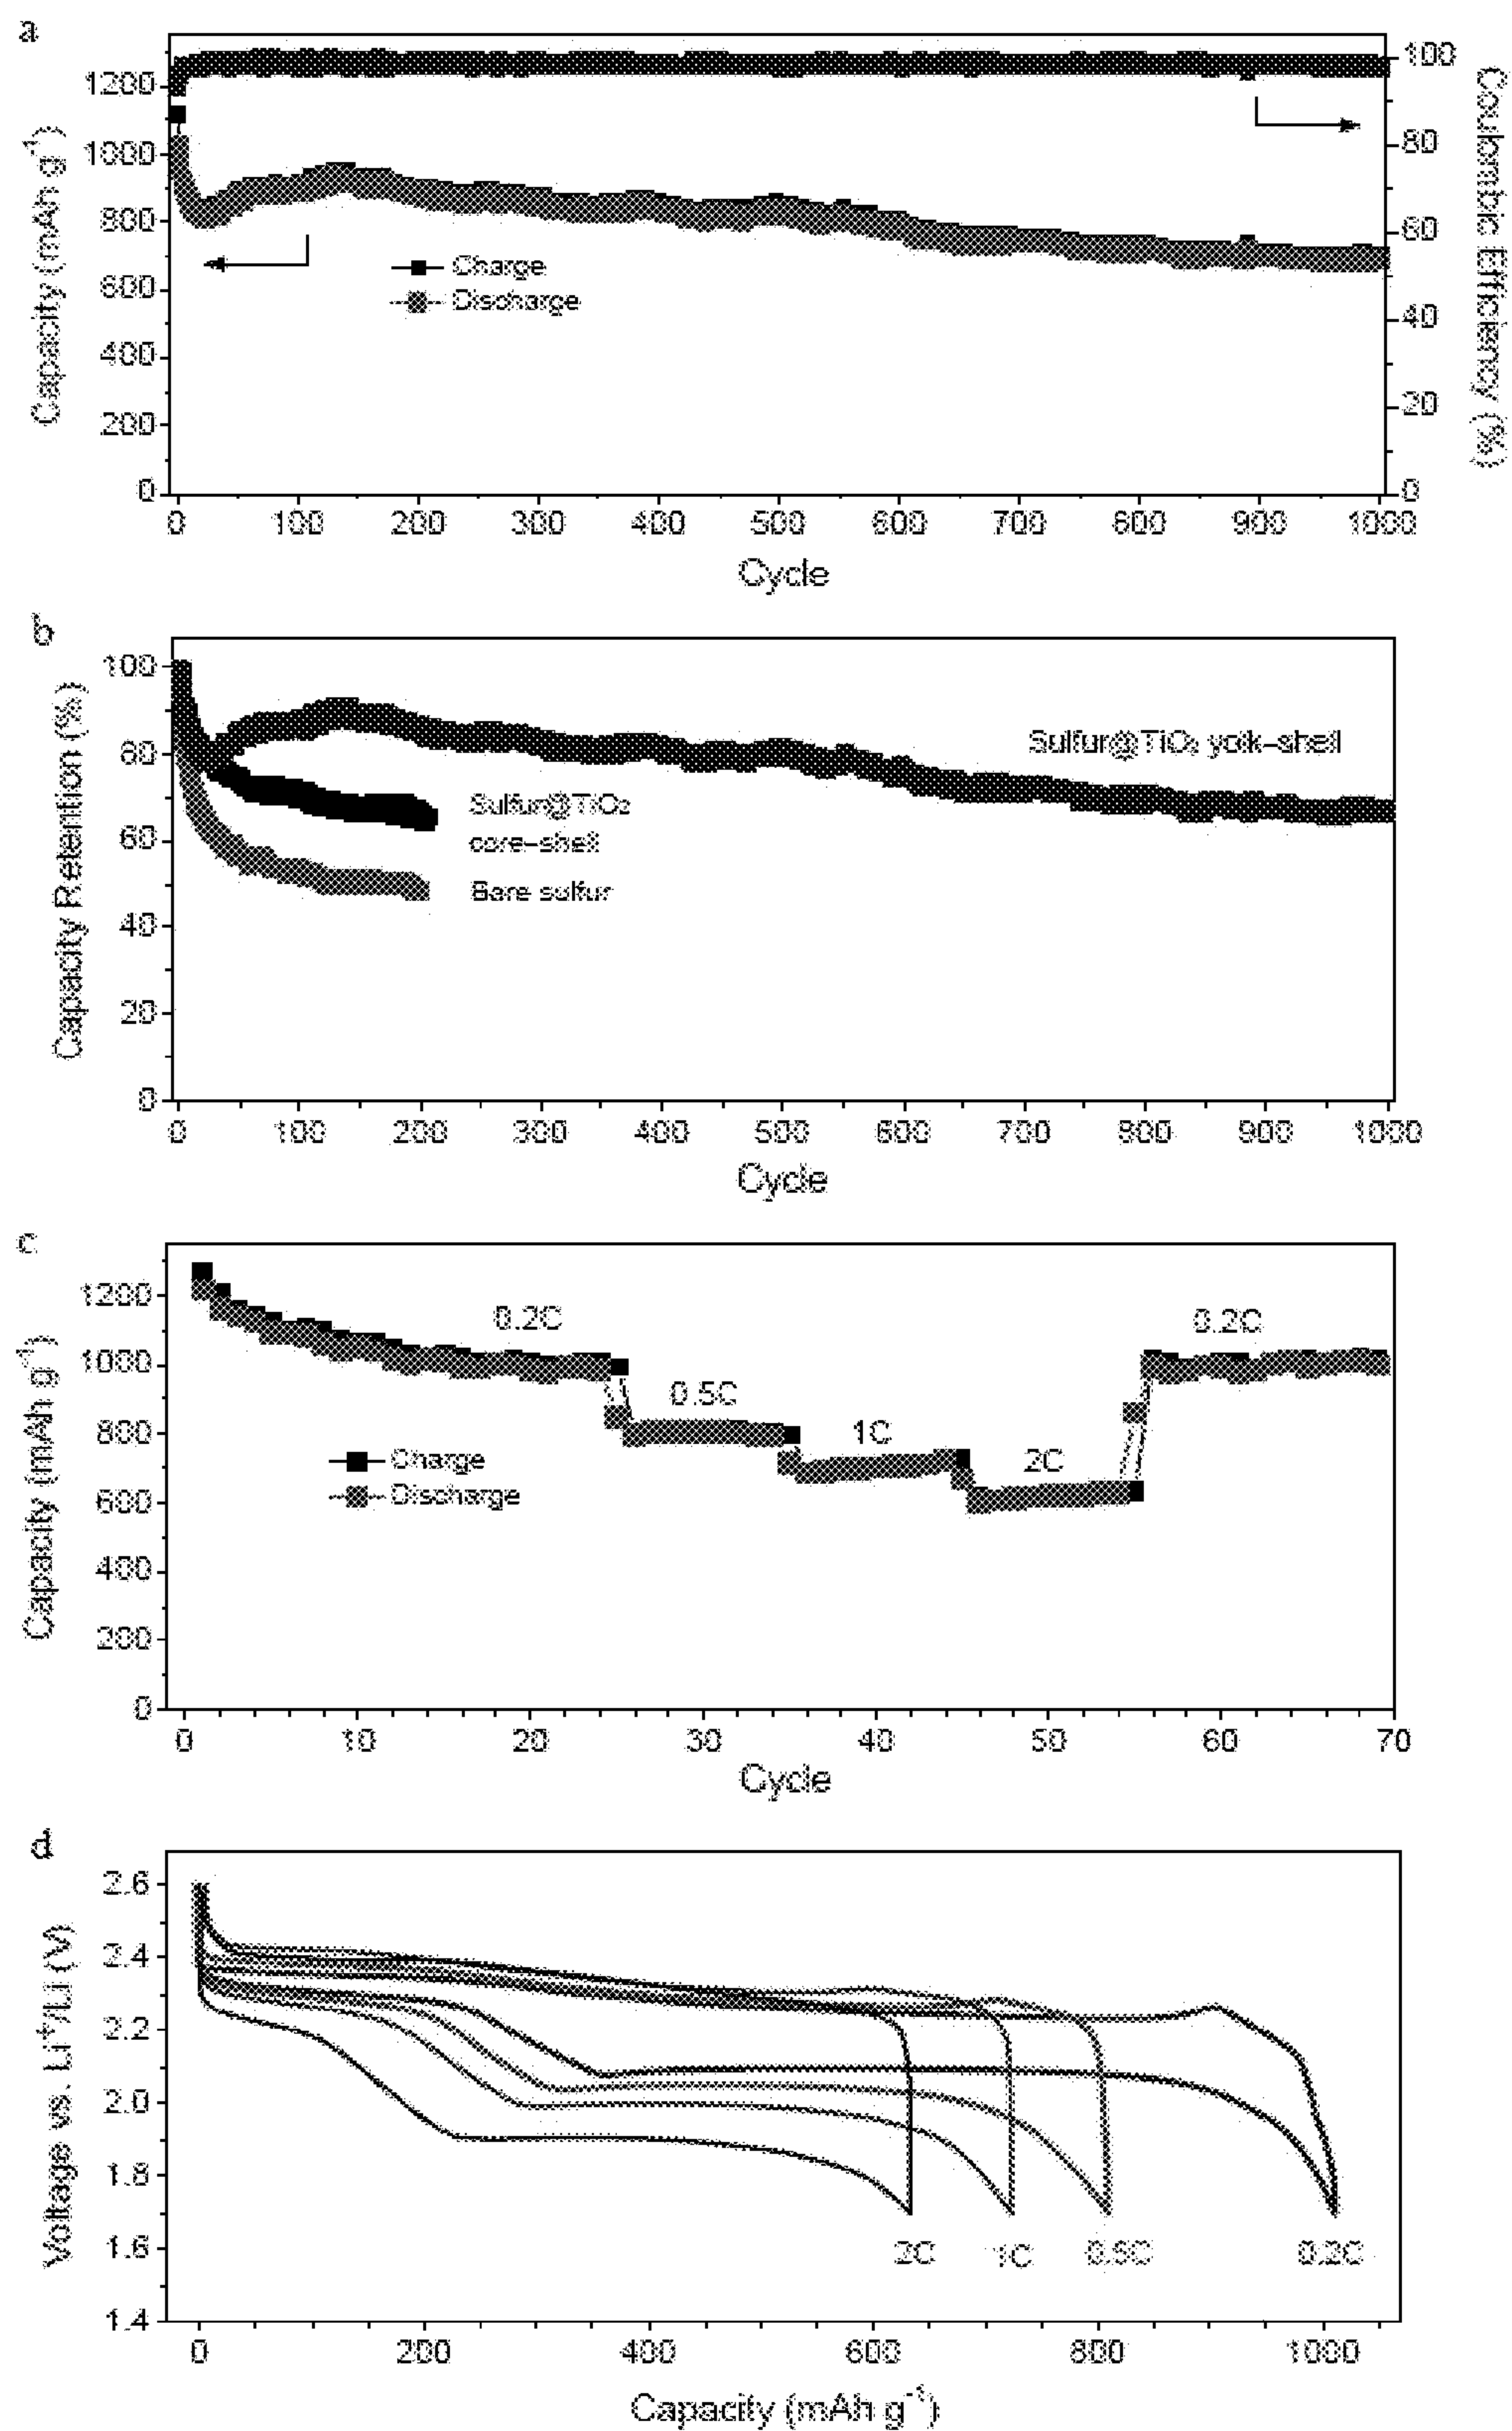 a
1200
1000
800
600
400
200
0
Capacity (mAh g⁻¹)
100
80
60
40
20
0
Coulombic Efficiency (%)
Charge
Discharge
0 100 200 300 400 500 600 700 800 900 1000
Cycle
b
100
80
60
40
20
0
Capacity Retention (%)
Sulfur@TiO₂ yolk-shell
Sulfur@TiO₂
core-shell
Bare sulfur
0 100 200 300 400 500 600 700 800 900 1000
Cycle
c
1200
1000
800
600
400
200
0
Capacity (mAh g⁻¹)
0.2C
0.5C
1C
2C
0.2C
Charge
Discharge
0 10 20 30 40 50 60 70
Cycle
d
2.6
2.4
2.2
2.0
1.8
1.6
1.4
Voltage vs. Li⁺/Li (V)
2C 1C 0.5C 0.2C
0 200 400 600 800 1000
Capacity (mAh g⁻¹)